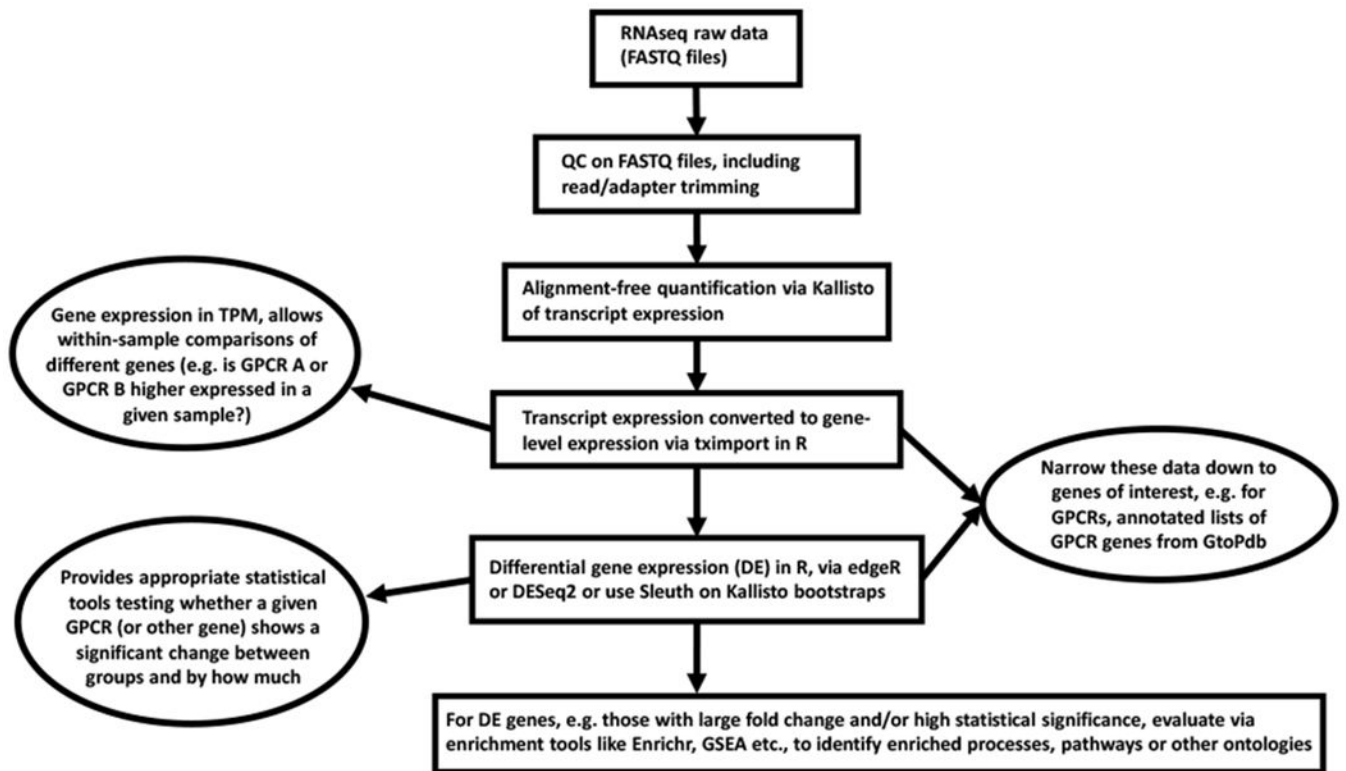 RNAseq raw data
(FASTQ files)
QC on FASTQ files, including
read/adapter trimming
Alignment-free quantification via Kallisto
of transcript expression
Gene expression in TPM, allows
within-sample comparisons of
different genes (e.g. is GPCR A or
GPCR B higher expressed in a
given sample?)
Transcript expression converted to gene-
level expression via tximport in R
Narrow these data down to
genes of interest, e.g. for
GPCRs, annotated lists of
GPCR genes from GtoPdb
Differential gene expression (DE) in R, via edgeR
or DESeq2 or use Sleuth on Kallisto bootstraps
Provides appropriate statistical
tools testing whether a given
GPCR (or other gene) shows a
significant change between
groups and by how much
For DE genes, e.g. those with large fold change and/or high statistical significance, evaluate via
enrichment tools like Enrichr, GSEA etc., to identify enriched processes, pathways or other ontologies